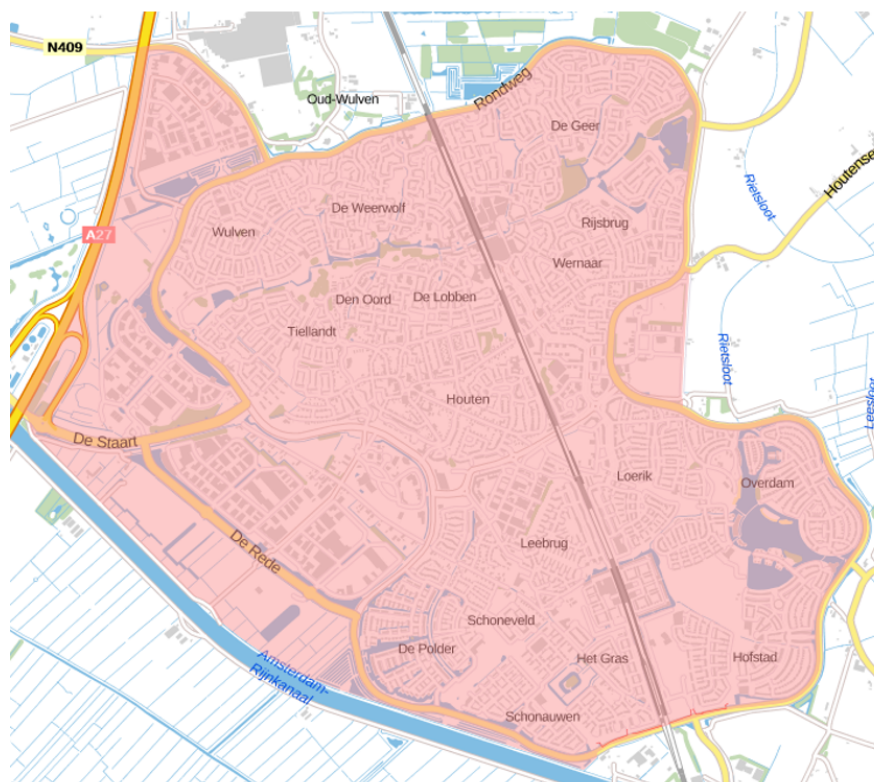 N409
Oud-Wulven
Rondweg
De Geer
Rietsloot
Houtense
De Weerwolf
Wulven
Rijsbrug
A27
Wernaar
Den Oord
De Lobben
Tiellandt
Rietsloot
Leesloot
Houten
De Staart
Loerik
Overdam
De Rede
Leebrug
Schoneveld
De Polder
Het Gras
Hofstad
Amsterdam-
Rijnkanaal
Schonauwen